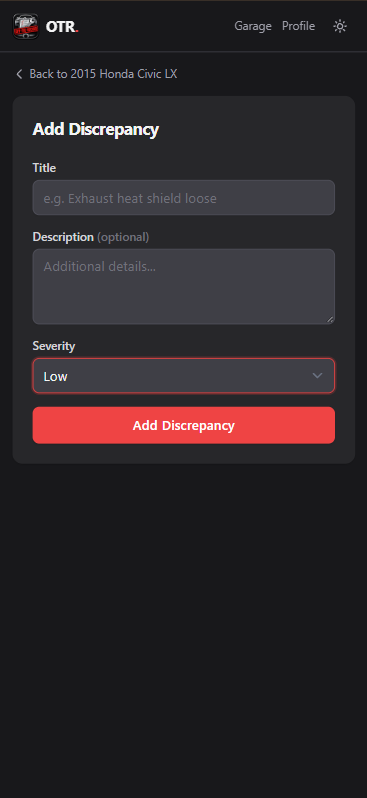 OTR.
Garage Profile
Back to 2015 Honda Civic LX
Add Discrepancy
Title
e.g. Exhaust heat shield loose
Description (optional)
Additional details...
Severity
Low
Add Discrepancy